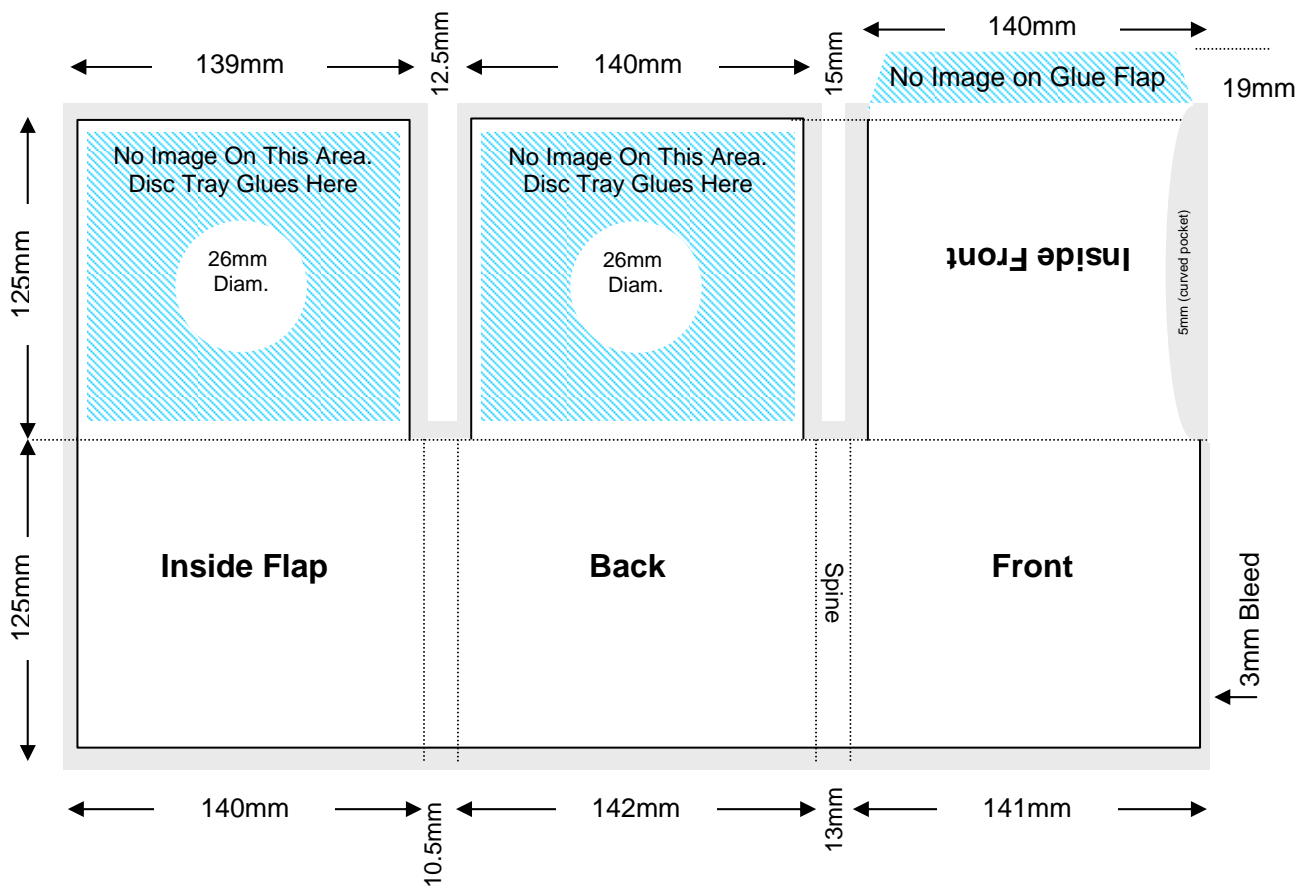 139mm
12.5mm
140mm
15mm
140mm
No Image on Glue Flap
19mm
No Image On This Area.
Disc Tray Glues Here
No Image On This Area.
Disc Tray Glues Here
125mm
26mm
Diam.
26mm
Diam.
Inside Front
5mm (curved pocket)
125mm
Inside Flap
Back
Spine
Front
3mm Bleed
140mm
10.5mm
142mm
13mm
141mm